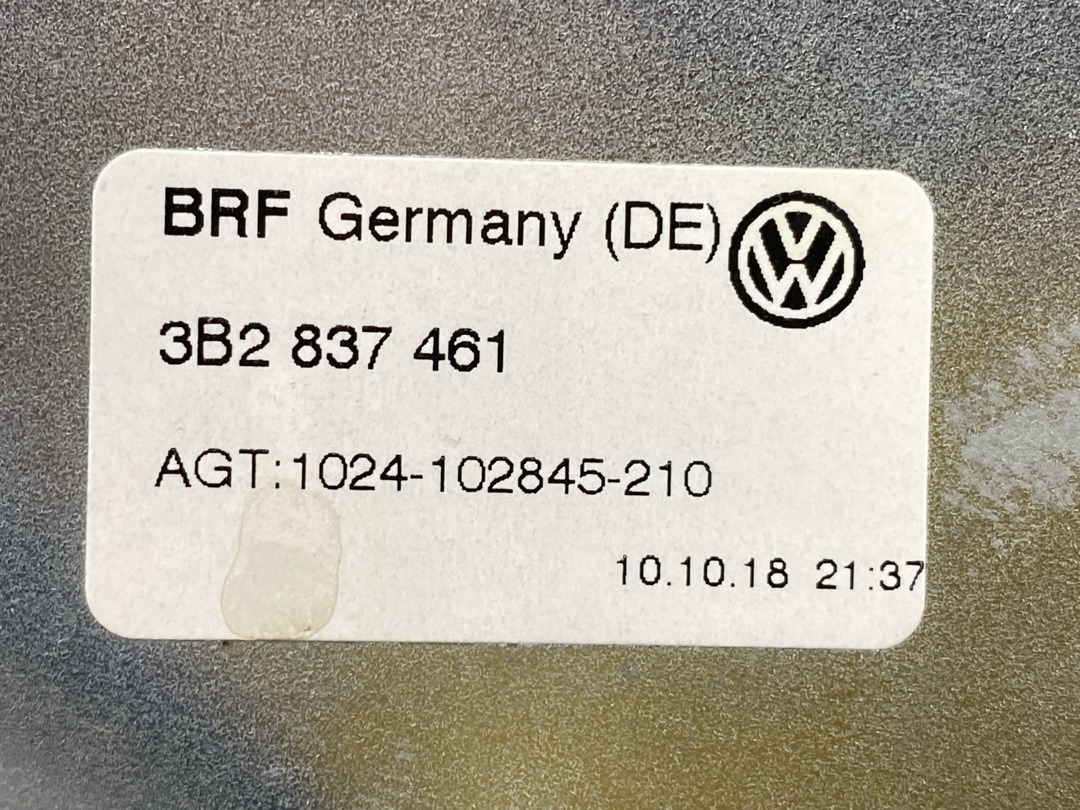 BRF Germany (DE)
3B2 837 461
AGT:1024-102845-210
10.10.18 21:37